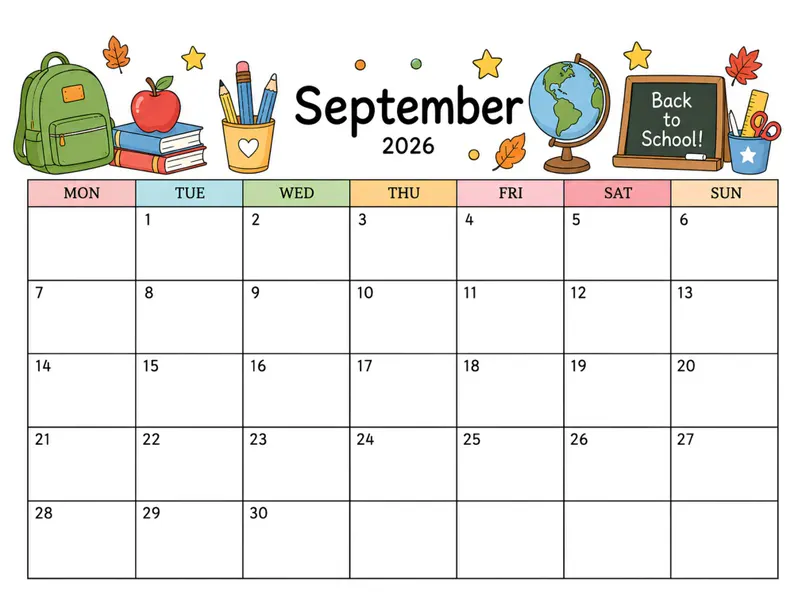 September
2026
Back
to
School!
MON TUE WED THU FRI SAT SUN
1 2 3 4 5 6
7 8 9 10 11 12 13
14 15 16 17 18 19 20
21 22 23 24 25 26 27
28 29 30